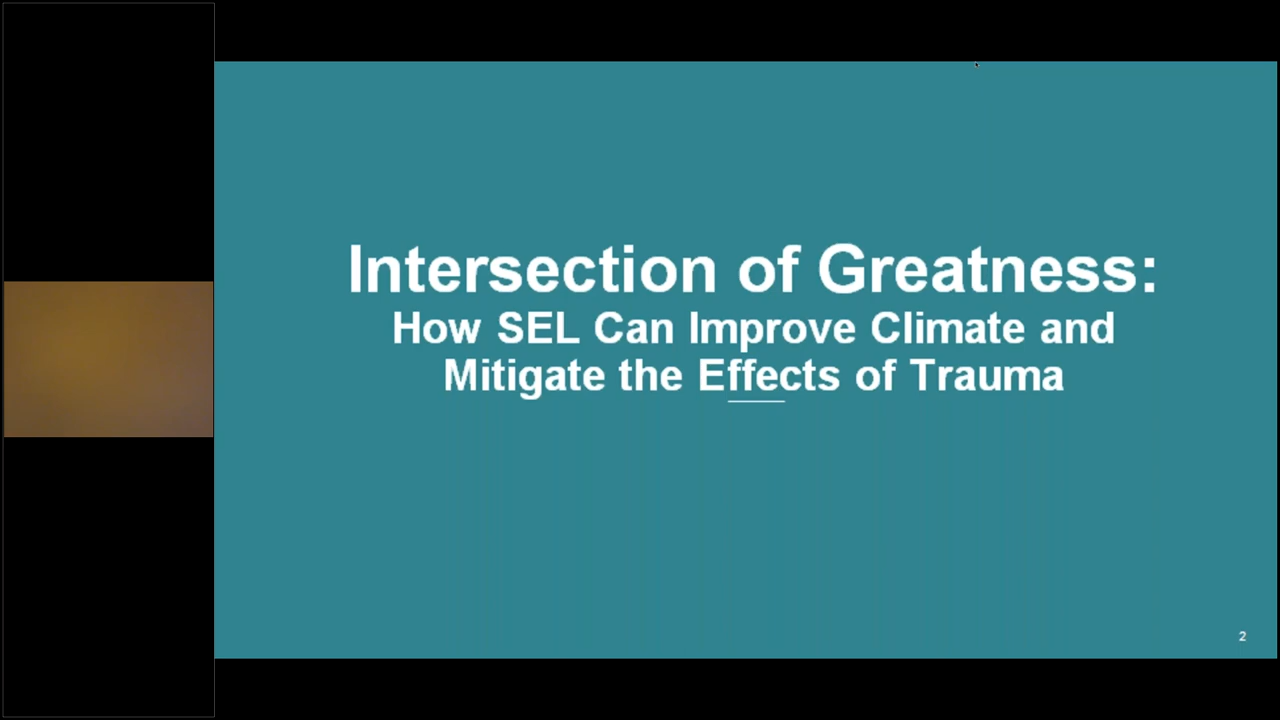 Intersection of Greatness:
How SEL Can Improve Climate and
Mitigate the Effects of Trauma
2